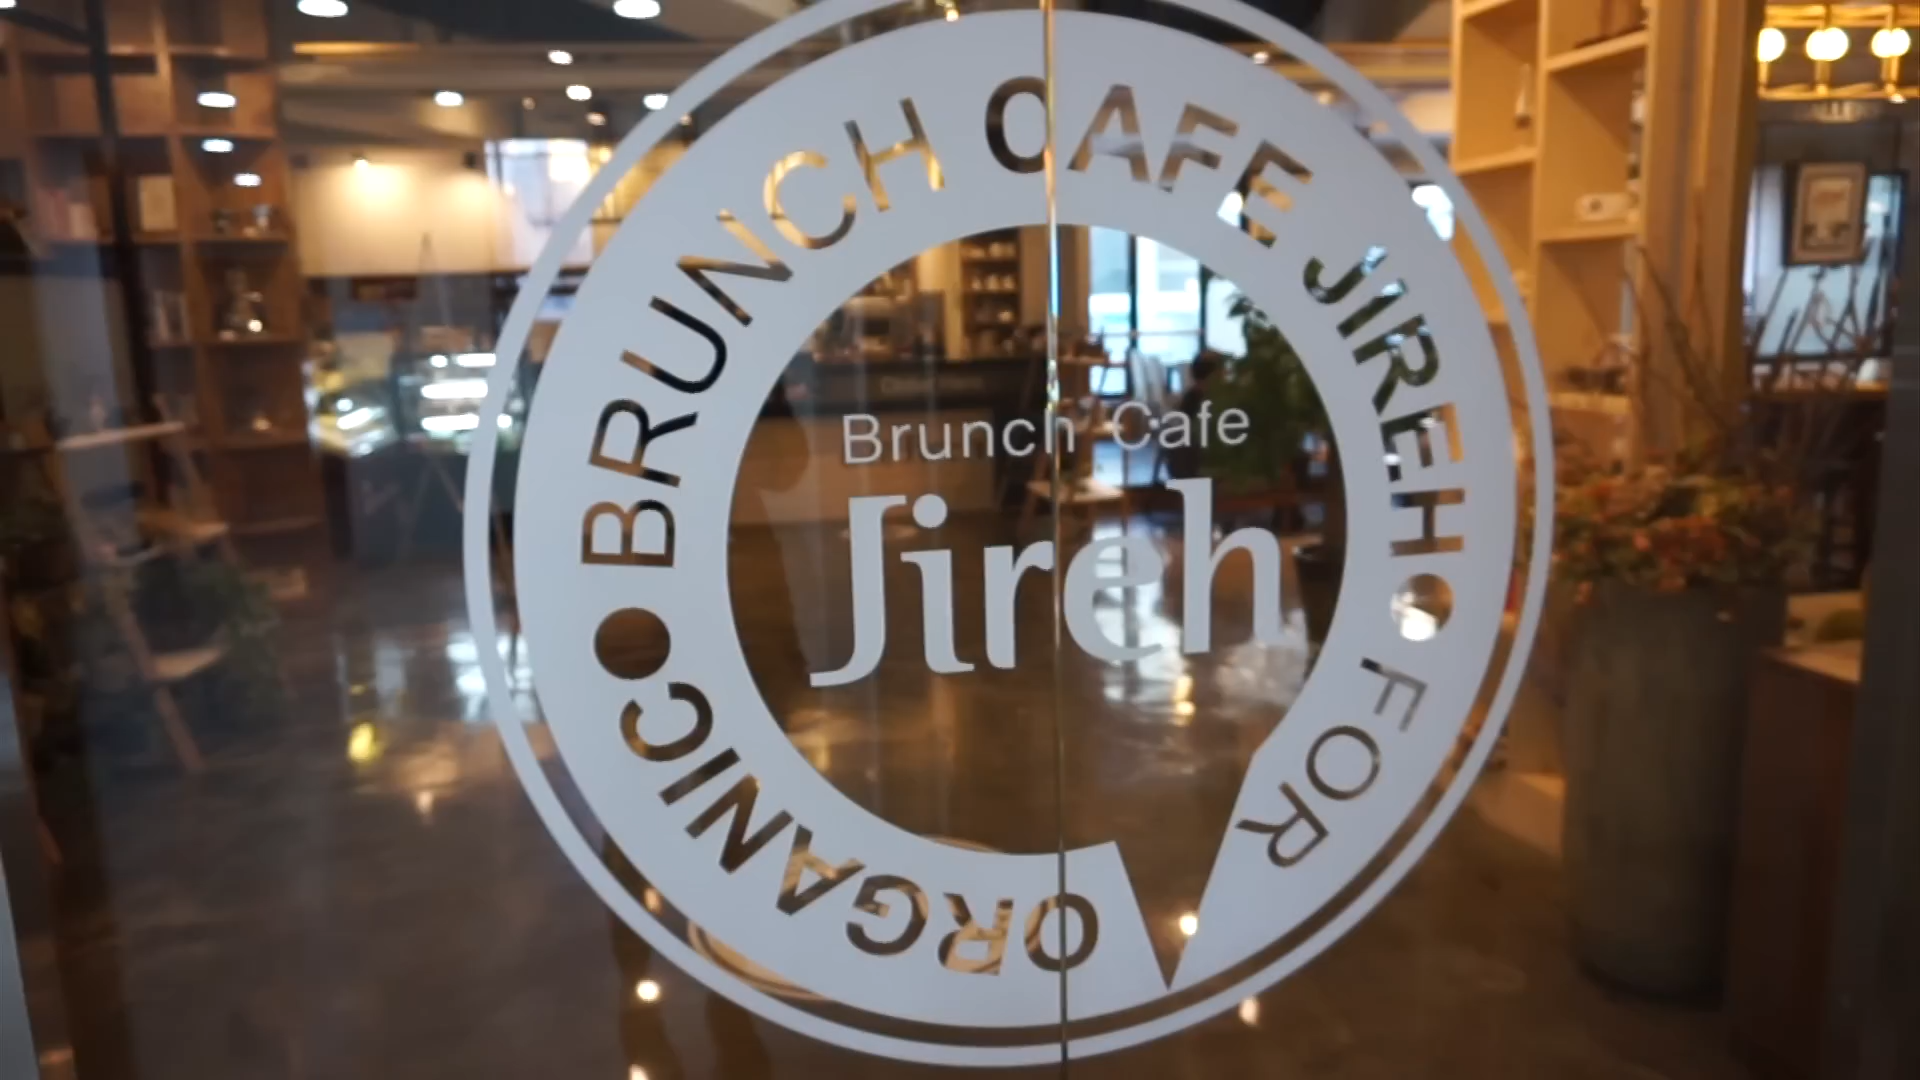 BRUNCH CAFE JIREH
FOR
ORGANIC
Brunch Cafe
Jireh